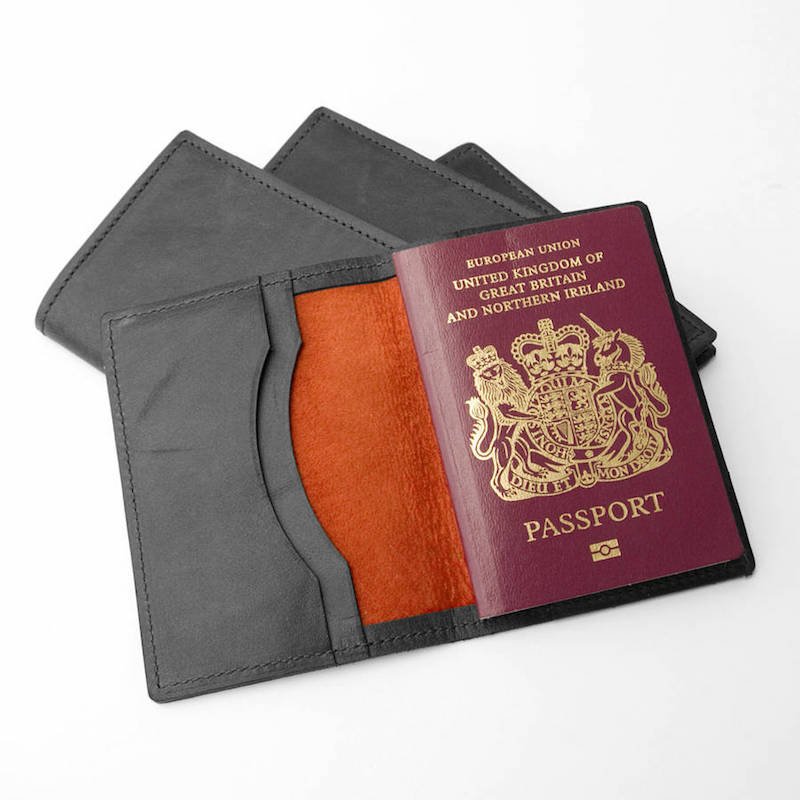 EUROPEAN UNION
UNITED KINGDOM OF
GREAT BRITAIN
AND NORTHERN IRELAND
DIEU ET MON DROIT
PASSPORT